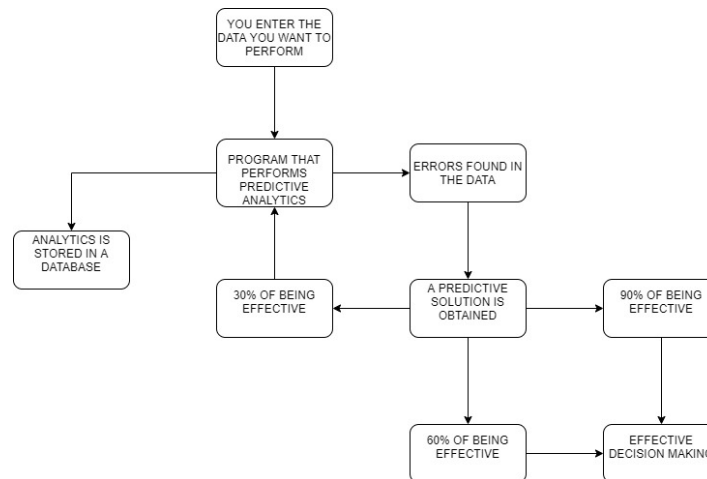 YOU ENTER THE
DATA YOU WANT TO
PERFORM
PROGRAM THAT
PERFORMS
PREDICTIVE
ANALYTICS
ERRORS FOUND IN
THE DATA
ANALYTICS IS
STORED IN A
DATABASE
30% OF BEING
EFFECTIVE
A PREDICTIVE
SOLUTION IS
OBTAINED
90% OF BEING
EFFECTIVE
60% OF BEING
EFFECTIVE
EFFECTIVE
DECISION MAKING